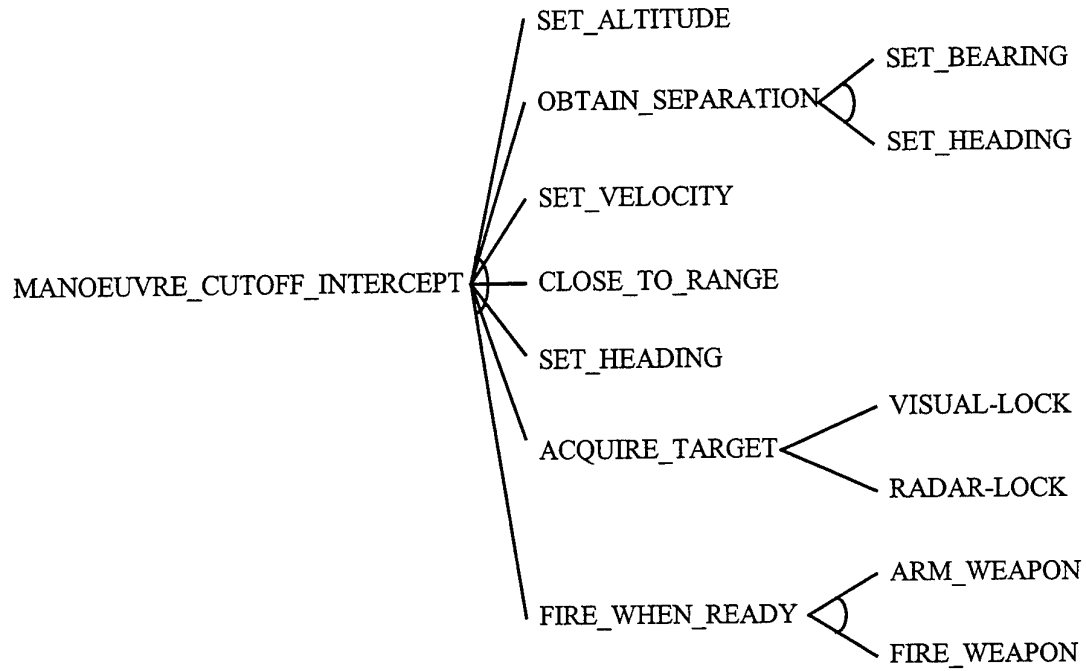 SET_ALTITUDE
SET_BEARING
OBTAIN_SEPARATION
SET_HEADING
SET_VELOCITY
MANOEUVRE_CUTOFF_INTERCEPT
CLOSE_TO_RANGE
SET_HEADING
VISUAL-LOCK
ACQUIRE_TARGET
RADAR-LOCK
ARM_WEAPON
FIRE_WHEN_READY
FIRE_WEAPON